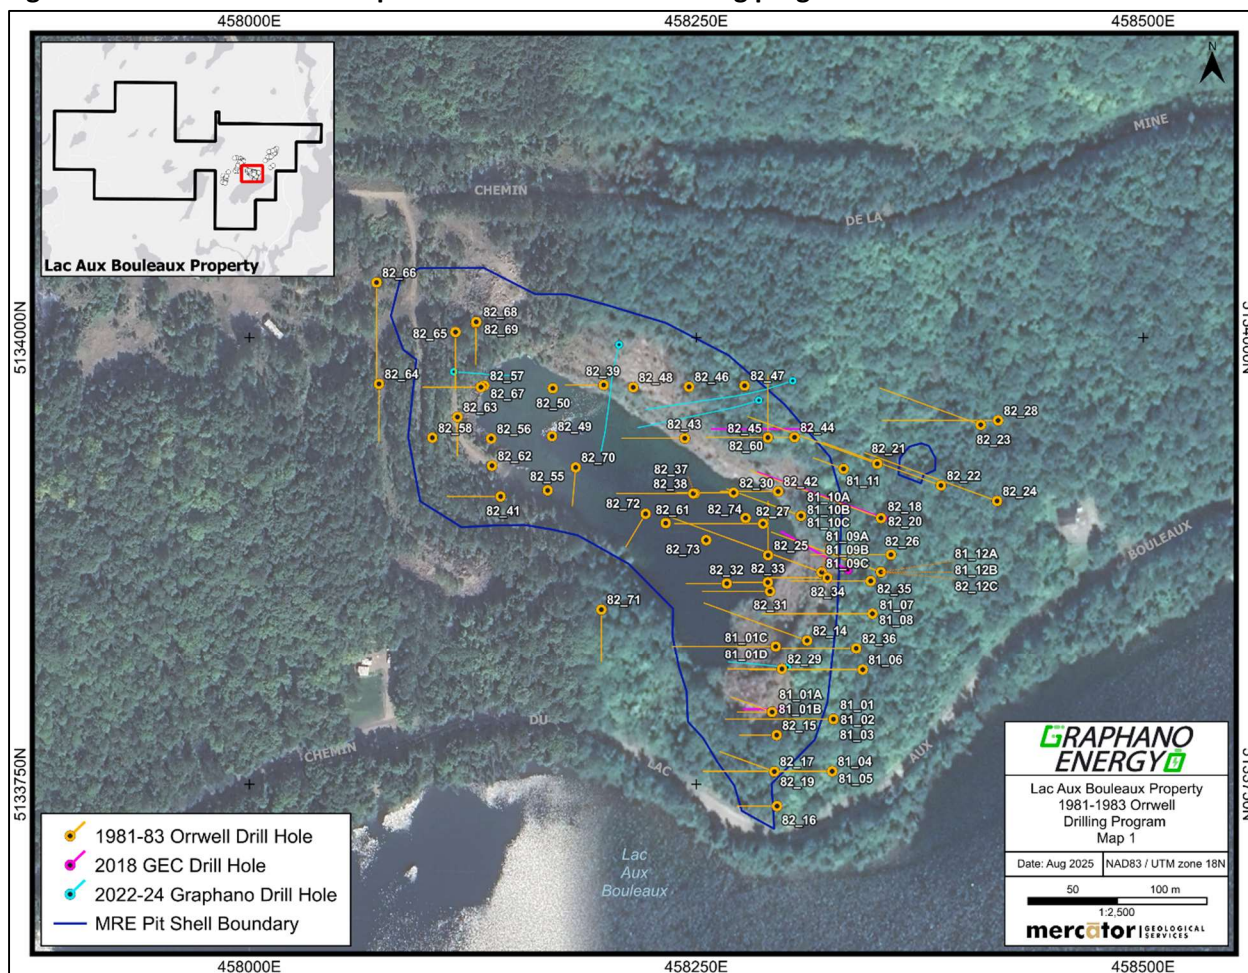 458000E
458250E
458500E
N
MINE
CHEMIN
DE LA
Lac Aux Bouleaux Property
5134000N
5134000N
82_66
82_68
82_65
82_69
82_64
82_57
82_67
82_39
82_48
82_46
82_47
82_50
82_63
82_58
82_56
82_49
82_43
82_45
82_60
82_44
82_28
82_23
82_21
82_62
82_70
82_11
82_22
82_55
82_37
82_38
82_30
82_42
82_24
82_41
81_10A
81_10B
81_10C
82_18
82_20
82_72
82_61
82_74
82_27
82_73
81_09A
81_09B
81_09C
82_25
82_26
81_12A
81_12B
82_12C
BOULEAUX
82_32
82_33
82_34
82_35
82_31
81_07
81_08
82_71
81_01C
81_01D
82_14
82_36
82_29
81_06
81_01A
81_01B
81_01
81_02
81_03
82_15
DU
CHEMIN
LAC
AUX
82_17
82_19
81_04
81_05
82_16
5133750N
5133750N
1981-83 Orrwell Drill Hole
2018 GEC Drill Hole
2022-24 Graphano Drill Hole
MRE Pit Shell Boundary
Lac
Aux
Bouleaux
GRAPHANO
ENERGY
Lac Aux Bouleaux Property
1981-1983 Orrwell
Drilling Program
Map 1
Date: Aug 2025
NAD83 / UTM zone 18N
50 100 m
1:2,500
mercator GEOLOGICAL
SERVICES
458000E
458250E
458500E